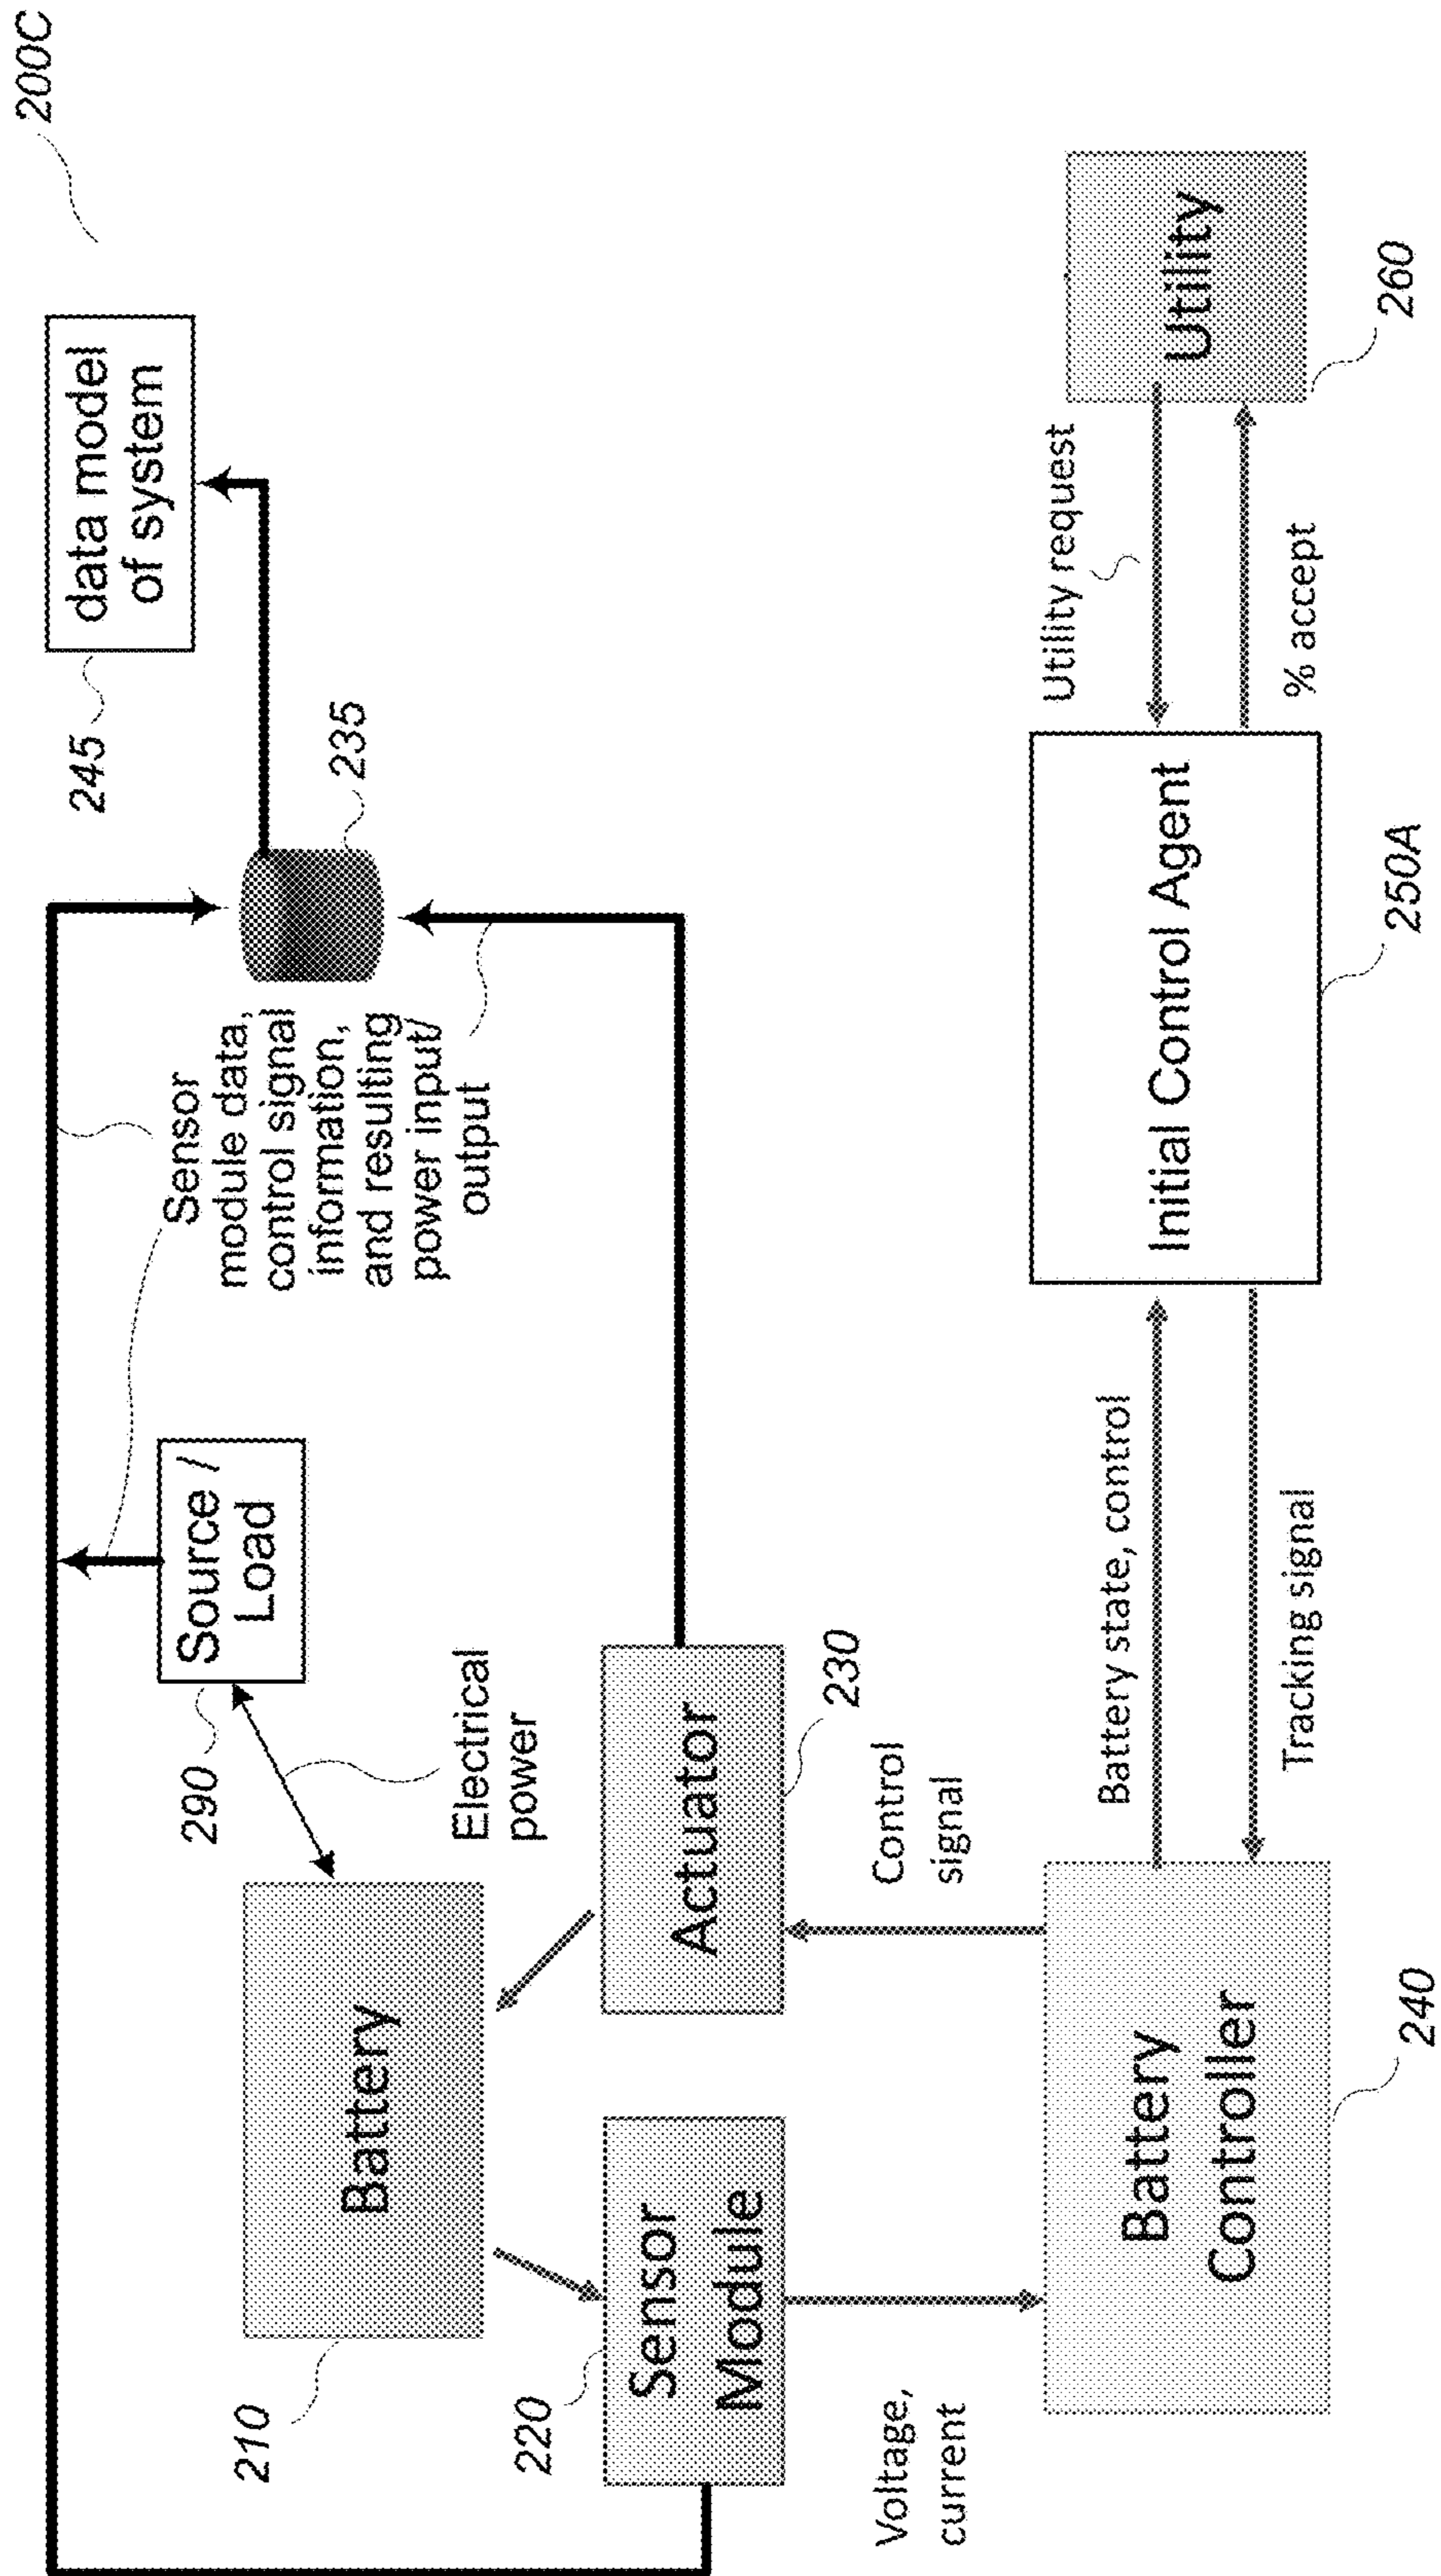 200C
data model
of system
245
235
Sensor
module data,
control signal
information,
and resulting
power input/
output
Source /
Load
290
Electrical
power
Battery
210
Actuator
230
Sensor
Module
220
Voltage,
current
Control
signal
Battery
Controller
240
Battery state, control
Tracking signal
Initial Control Agent
250A
Utility request
% accept
Utility
260